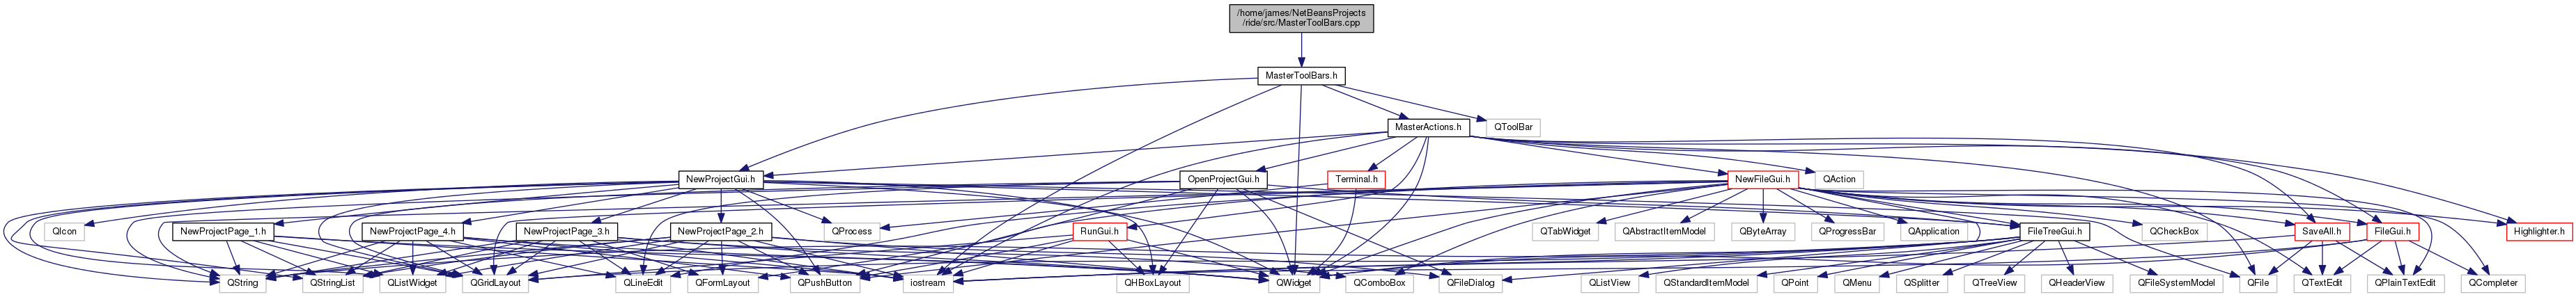 /home/james/NetBeansProjects
/ride/src/MasterToolBars.cpp
MasterToolBars.h
MasterActions.h
QToolBar
NewProjectGui.h
OpenProjectGui.h
Terminal.h
NewFileGui.h
QAction
QIcon
NewProjectPage_1.h
NewProjectPage_4.h
NewProjectPage_3.h
NewProjectPage_2.h
QProcess
RunGui.h
QTabWidget
QAbstractItemModel
QByteArray
QProgressBar
QApplication
FileTreeGui.h
QCheckBox
SaveAll.h
FileGui.h
Highlighter.h
QString
QStringList
QListWidget
QGridLayout
QLineEdit
QFormLayout
QPushButton
iostream
QHBoxLayout
QWidget
QComboBox
QFileDialog
QListView
QStandardItemModel
QPoint
QMenu
QSplitter
QTreeView
QHeaderView
QFileSystemModel
QFile
QTextEdit
QPlainTextEdit
QCompleter